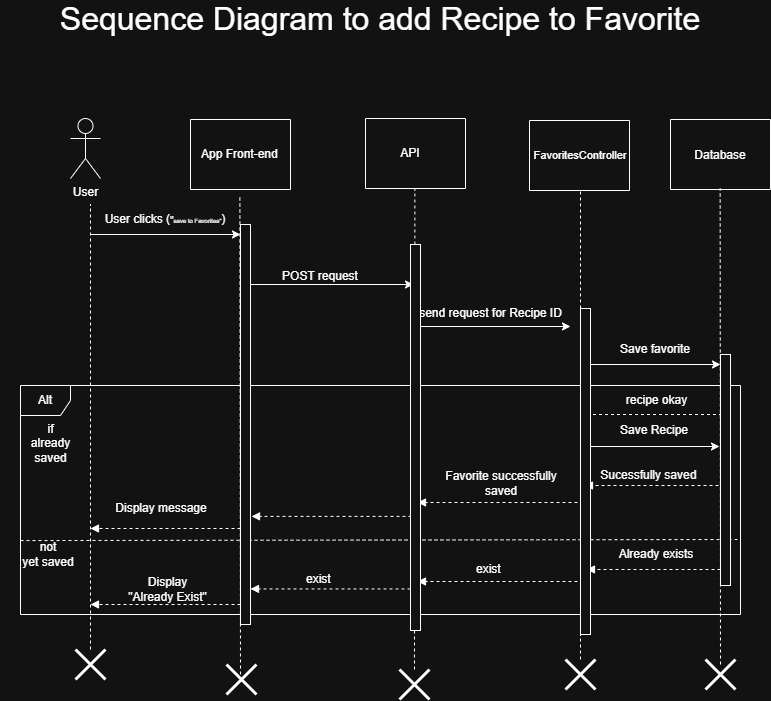 Sequence Diagram to add Recipe to Favorite
User
App Front-end
API
FavoritesController
Database
User clicks ("save to Favorites")
POST request
send request for Recipe ID
Save favorite
Alt
recipe okay
if
already
saved
Save Recipe
Favorite successfully
saved
Sucessfully saved
Display message
not
yet saved
Already exists
exist
exist
Display
"Already Exist"